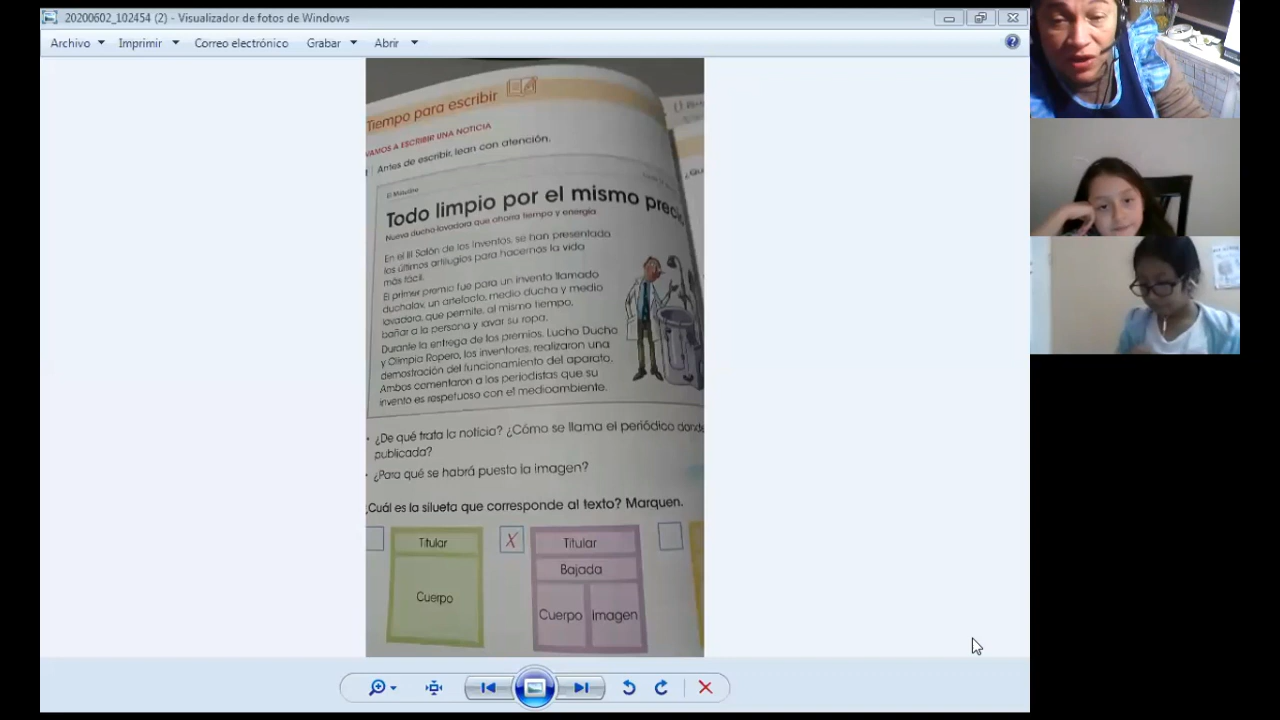 20200602_102454 (2) - Visualizador de fotos de Windows
Archivo Imprimir Correo electrónico Grabar Abrir
Tiempo para escribir
VAMOS A ESCRIBIR UNA NOTICIA
Antes de escribir, lean con atención.
El Matutino
Todo limpio por el mismo precio
Nueva ducha-lavadora que ahorra tiempo y energía
En el III Salón de los Inventos, se han presentado
los últimos artilugios para hacernos la vida
más fácil.
El primer premio fue para un invento llamado
duchalav, un artefacto, medio ducha y medio
lavadora, que permite, al mismo tiempo,
bañar a la persona y lavar su ropa.
Durante la entrega de los premios, Lucho Ducho
y Olimpia Ropero, los inventores, realizaron una
demostración del funcionamiento del aparato.
Ambos comentaron a los periodistas que su
invento es respetuoso con el medioambiente.
• ¿De qué trata la noticia? ¿Cómo se llama el periódico donde
publicada?
• ¿Para qué se habrá puesto la imagen?
¿Cuál es la silueta que corresponde al texto? Marquen.
Titular
Cuerpo
X
Titular
Bajada
Cuerpo Imagen